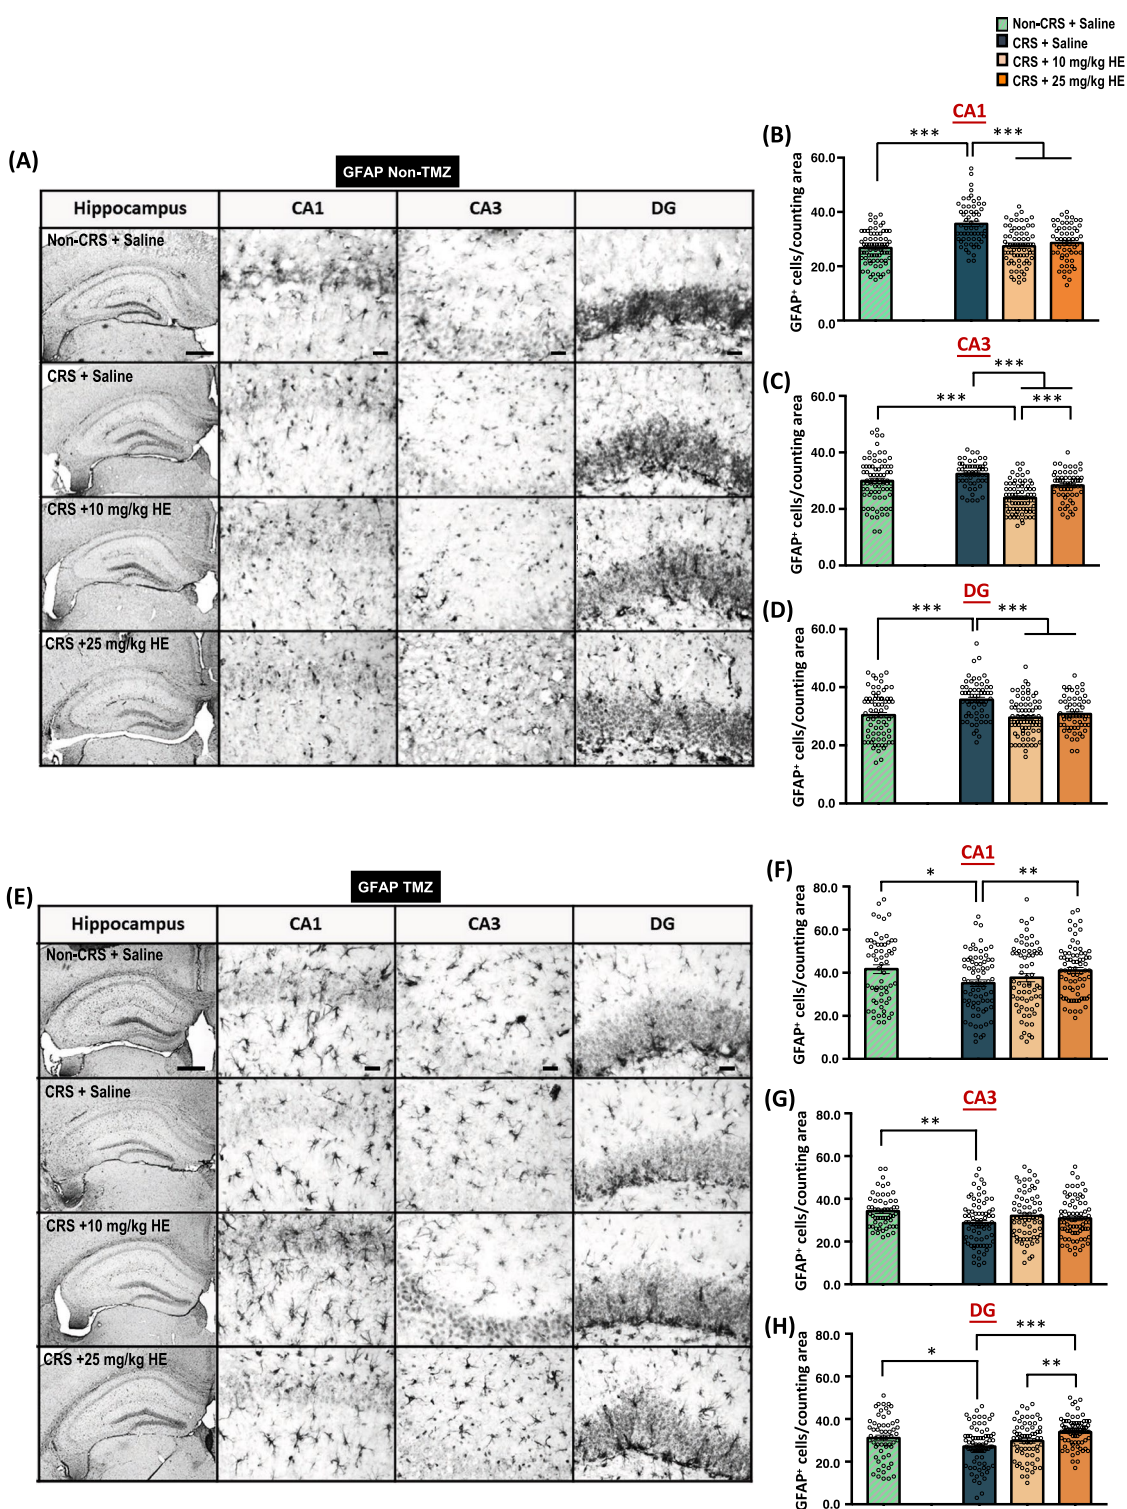 Non-CRS + Saline
CRS + Saline
CRS + 10 mg/kg HE
CRS + 25 mg/kg HE
(A)
GFAP Non-TMZ
Hippocampus CA1 CA3 DG
Non-CRS + Saline
CRS + Saline
CRS +10 mg/kg HE
CRS +25 mg/kg HE
(B)
CA1
*** ***
GFAP⁺ cells/counting area
60.0
40.0
20.0
0.0
(C)
CA3
***
*** ***
GFAP⁺ cells/counting area
60.0
40.0
20.0
0.0
(D)
DG
*** ***
GFAP⁺ cells/counting area
60.0
40.0
20.0
0.0
(E)
GFAP TMZ
Hippocampus CA1 CA3 DG
Non-CRS + Saline
CRS + Saline
CRS +10 mg/kg HE
CRS +25 mg/kg HE
(F)
CA1
* **
GFAP⁺ cells/counting area
80.0
60.0
40.0
20.0
0.0
(G)
CA3
**
GFAP⁺ cells/counting area
80.0
60.0
40.0
20.0
0.0
(H)
DG
***
* **
GFAP⁺ cells/counting area
80.0
60.0
40.0
20.0
0.0